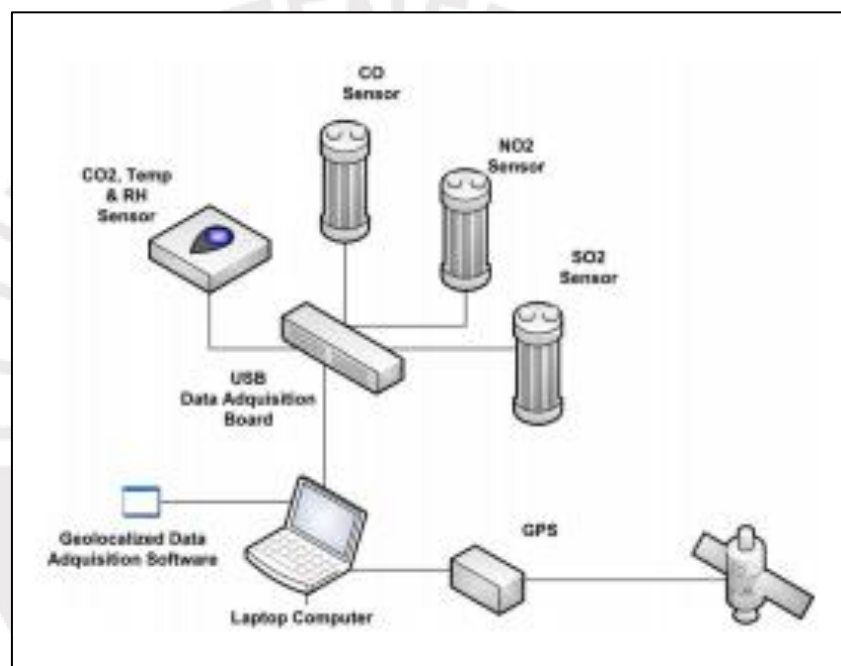 CO
Sensor
NO2
Sensor
CO2, Temp
& RH
Sensor
SO2
Sensor
USB
Data Adquisition
Board
GPS
Geolocalized Data
Adquisition Software
Laptop Computer